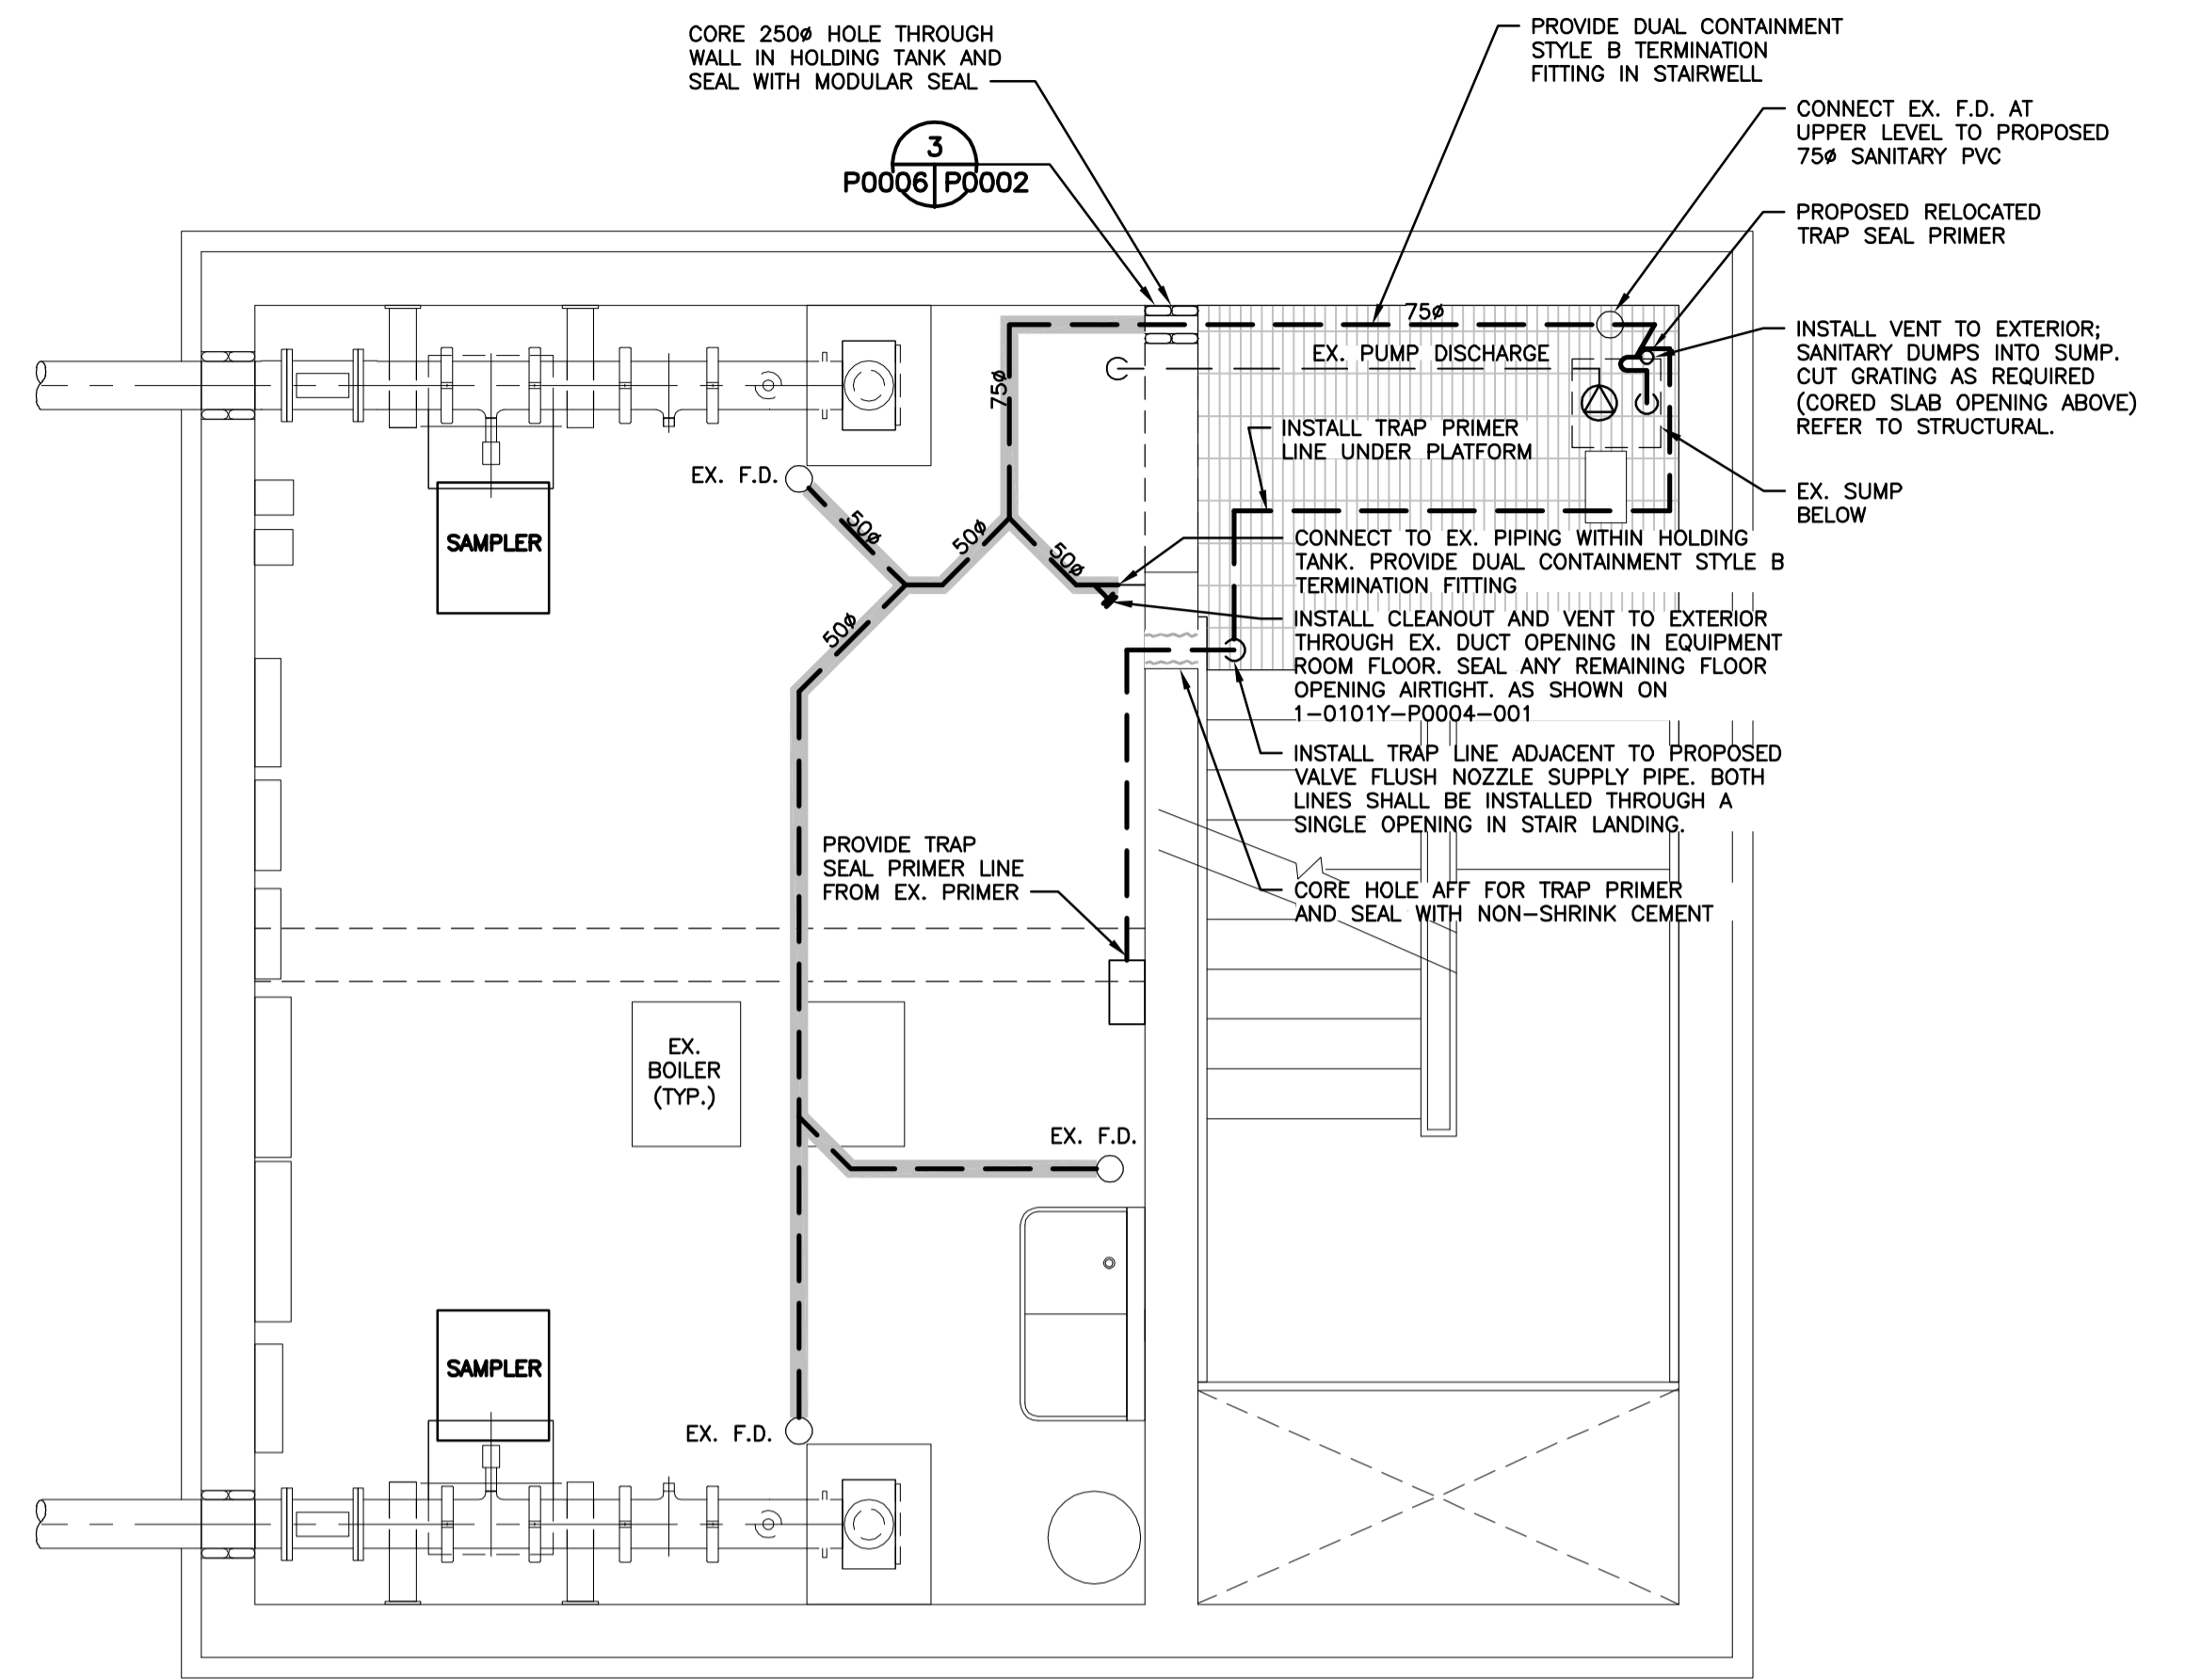 CORE 250ø HOLE THROUGH
WALL IN HOLDING TANK AND
SEAL WITH MODULAR SEAL
PROVIDE DUAL CONTAINMENT
STYLE B TERMINATION
FITTING IN STAIRWELL
CONNECT EX. F.D. AT
UPPER LEVEL TO PROPOSED
75ø SANITARY PVC
3
P0006 P0002
PROPOSED RELOCATED
TRAP SEAL PRIMER
75ø
INSTALL VENT TO EXTERIOR;
SANITARY DUMPS INTO SUMP.
CUT GRATING AS REQUIRED
(CORED SLAB OPENING ABOVE)
REFER TO STRUCTURAL.
EX. PUMP DISCHARGE
75ø
INSTALL TRAP PRIMER
LINE UNDER PLATFORM
EX. F.D.
EX. SUMP
BELOW
SAMPLER
50ø
50ø
50ø
50ø
CONNECT TO EX. PIPING WITHIN HOLDING
TANK. PROVIDE DUAL CONTAINMENT STYLE B
TERMINATION FITTING
INSTALL CLEANOUT AND VENT TO EXTERIOR
THROUGH EX. DUCT OPENING IN EQUIPMENT
ROOM FLOOR. SEAL ANY REMAINING FLOOR
OPENING AIRTIGHT. AS SHOWN ON
1-0101Y-P0004-001
INSTALL TRAP LINE ADJACENT TO PROPOSED
VALVE FLUSH NOZZLE SUPPLY PIPE. BOTH
LINES SHALL BE INSTALLED THROUGH A
SINGLE OPENING IN STAIR LANDING.
PROVIDE TRAP
SEAL PRIMER LINE
FROM EX. PRIMER
CORE HOLE AFF FOR TRAP PRIMER
AND SEAL WITH NON-SHRINK CEMENT
EX.
BOILER
(TYP.)
EX. F.D.
SAMPLER
EX. F.D.